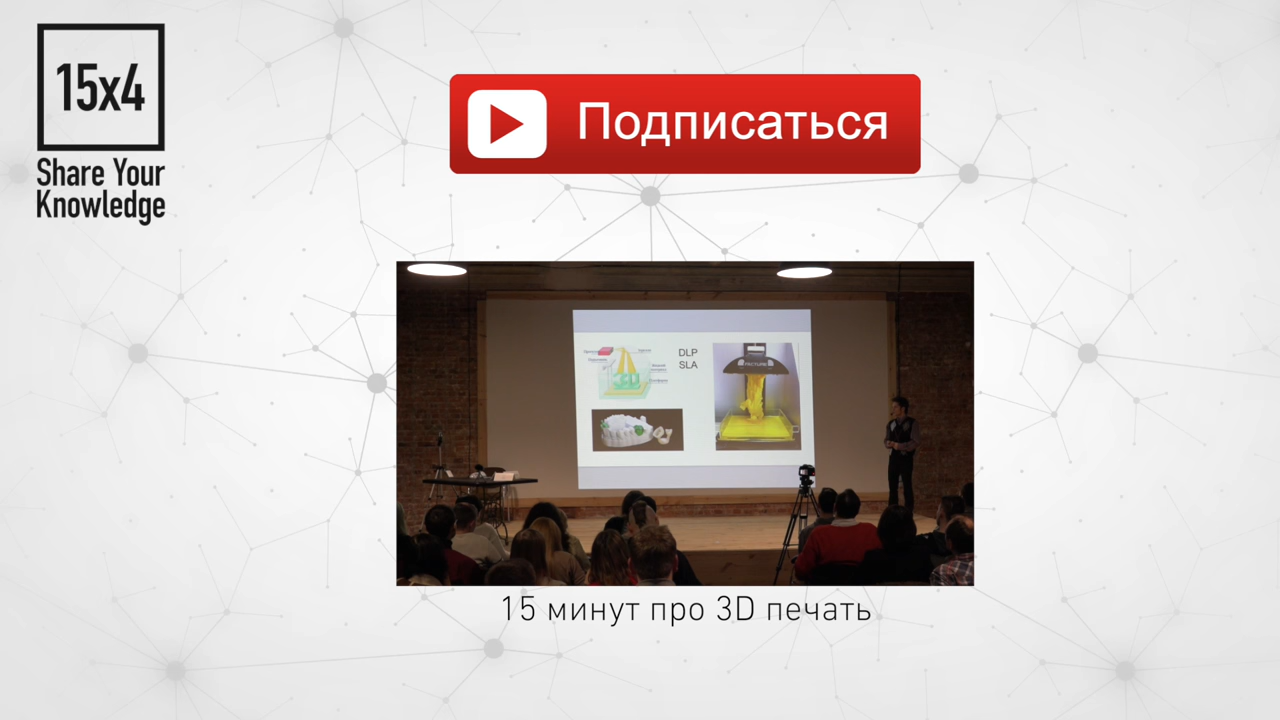 15x4
Share Your
Knowledge
Подписаться
DLP
SLA
15 минут про 3D печать